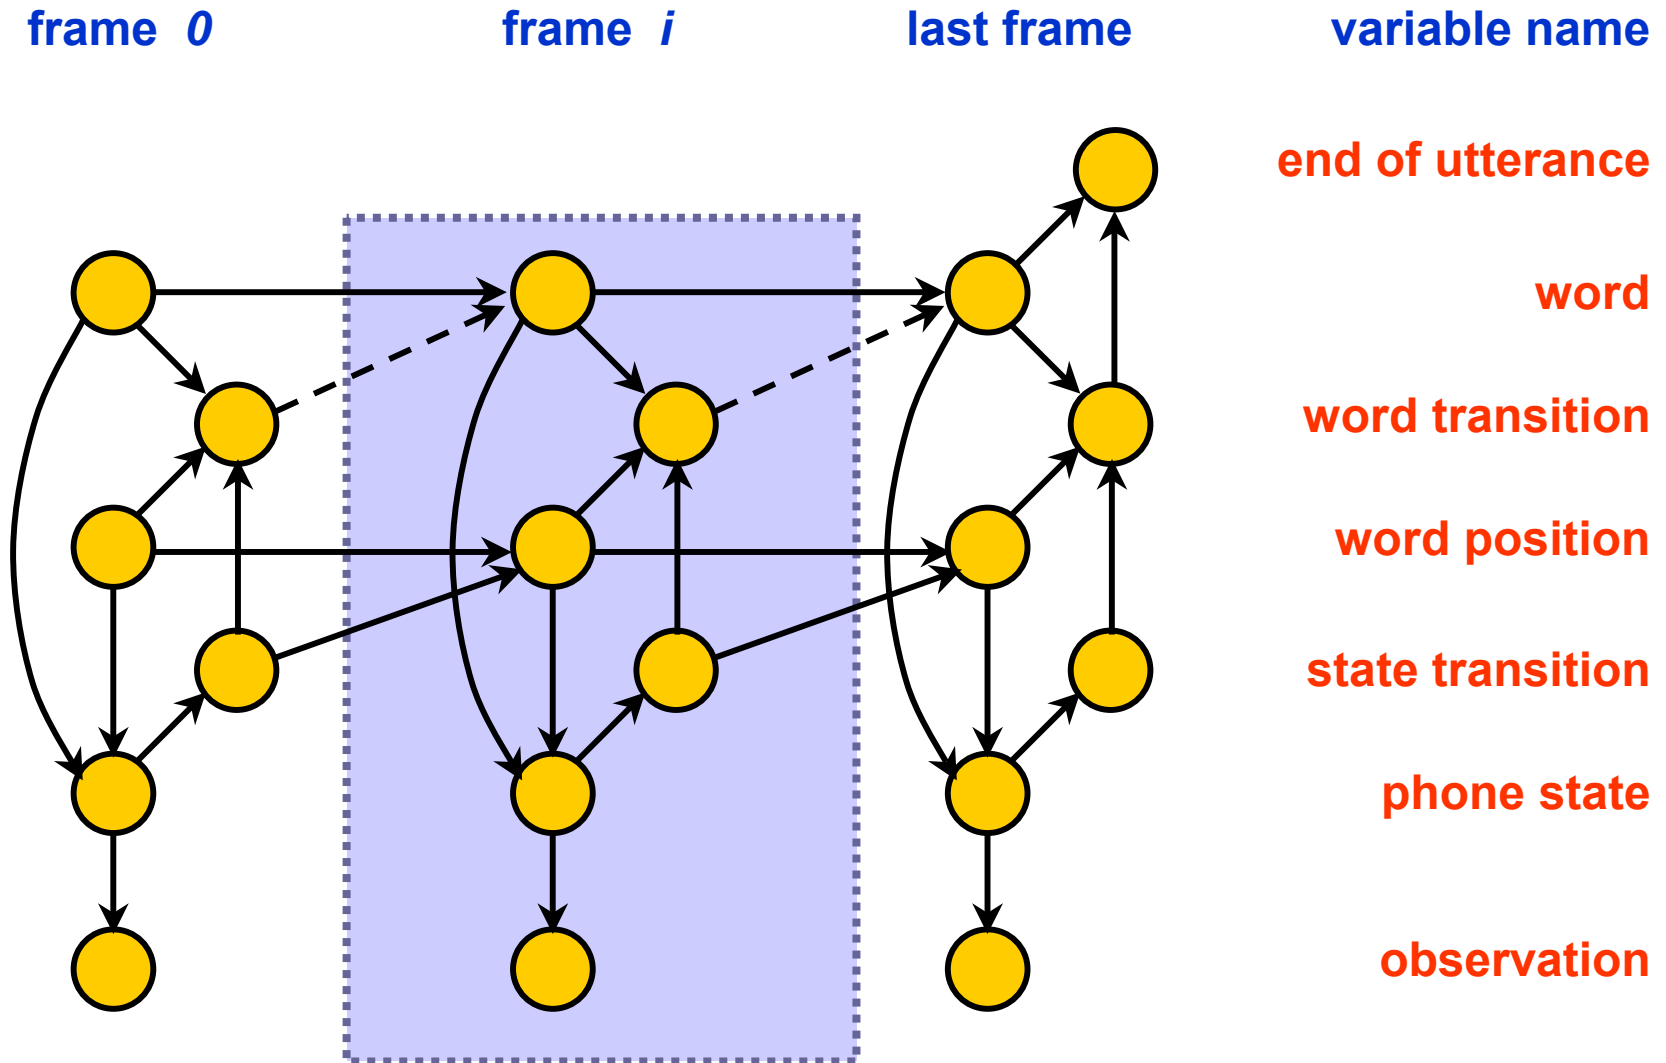 frame 0 frame i last frame variable name
end of utterance
word
word transition
word position
state transition
phone state
observation